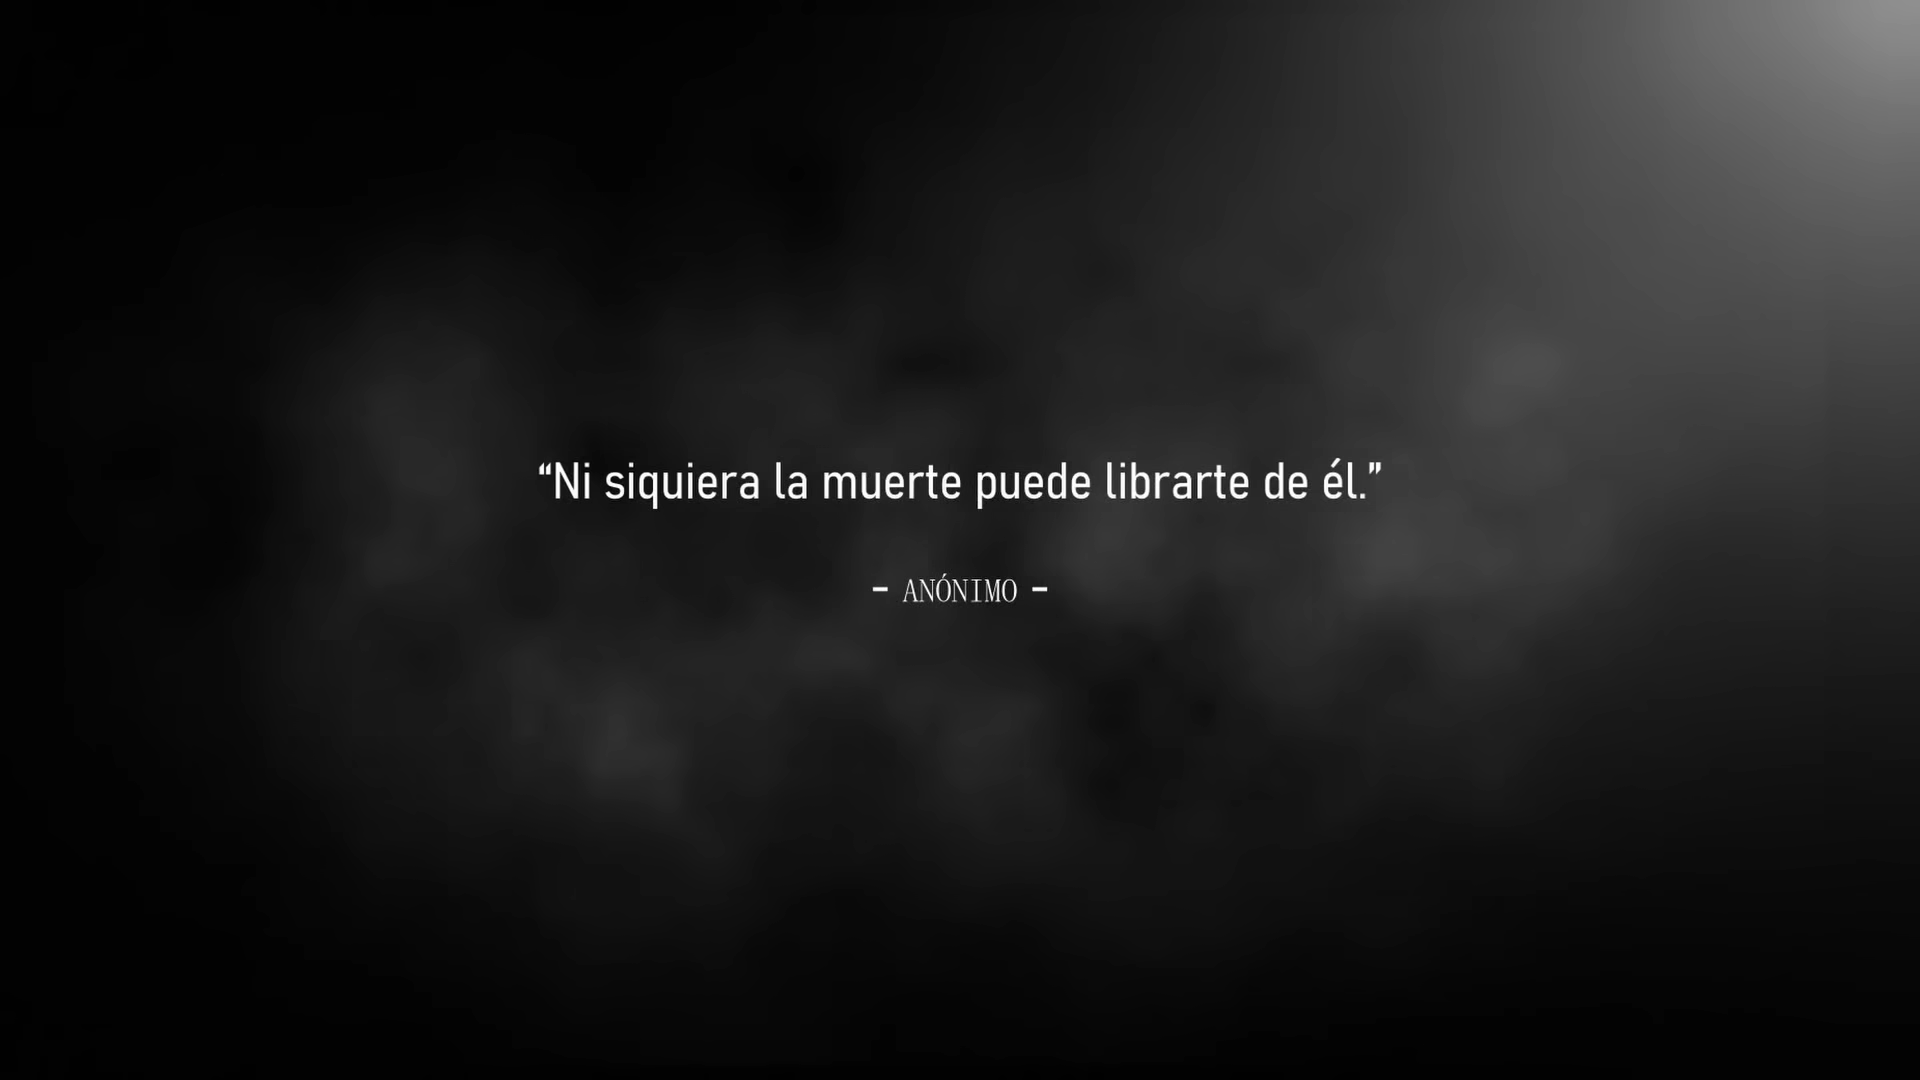 “Ni siquiera la muerte puede librarte de él.”
- ANÓNIMO -